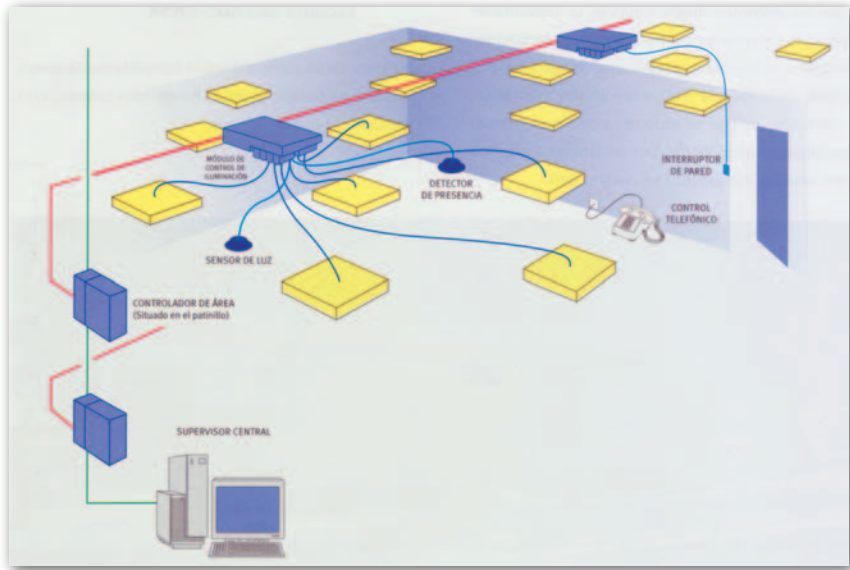 MÓDULO DE
CONTROL DE
ILUMINACIÓN
DETECTOR
DE PRESENCIA
INTERRUPTOR
DE PARED
CONTROL
TELEFÓNICO
SENSOR DE LUZ
CONTROLADOR DE ÁREA
(Situado en el patinillo)
SUPERVISOR CENTRAL